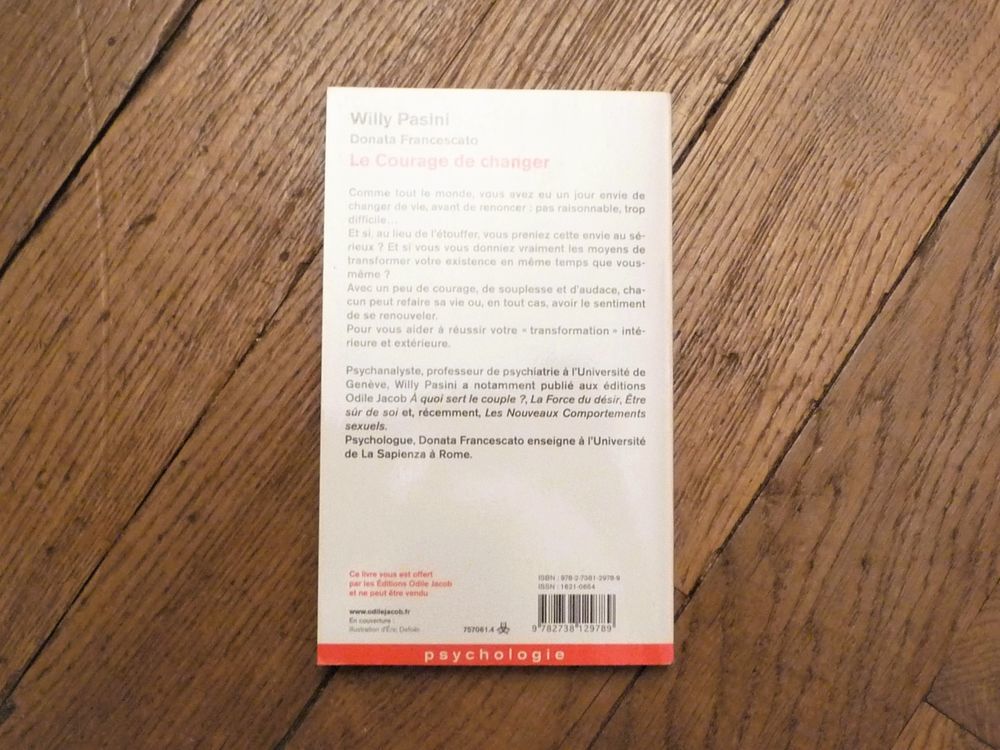 Willy Pasini
Donata Francescato
Le Courage de changer
Comme tout le monde, vous avez eu un jour envie de
changer de vie, avant de renoncer : pas raisonnable, trop
difficile…
Et si, au lieu de l'étouffer, vous preniez cette envie au sé-
rieux ? Et si vous vous donniez vraiment les moyens de
transformer votre existence en même temps que vous-
même ?
Avec un peu de courage, de souplesse et d'audace, cha-
cun peut refaire sa vie ou, en tout cas, avoir le sentiment
de se renouveler.
Pour vous aider à réussir votre « transformation » inté-
rieure et extérieure.
Psychanalyste, professeur de psychiatrie à l'Université de
Genève, Willy Pasini a notamment publié aux éditions
Odile Jacob À quoi sert le couple ?, La Force du désir, Être
sûr de soi et, récemment, Les Nouveaux Comportements
sexuels.
Psychologue, Donata Francescato enseigne à l'Université
de La Sapienza à Rome.
Ce livre vous est offert
par les Éditions Odile Jacob
et ne peut être vendu
www.odilejacob.fr
En couverture :
Illustration d'Éric
757061.4
ISBN : 978-2-7381-2978-9
ISSN : 1621-0654
9 782738 129789
psychologie